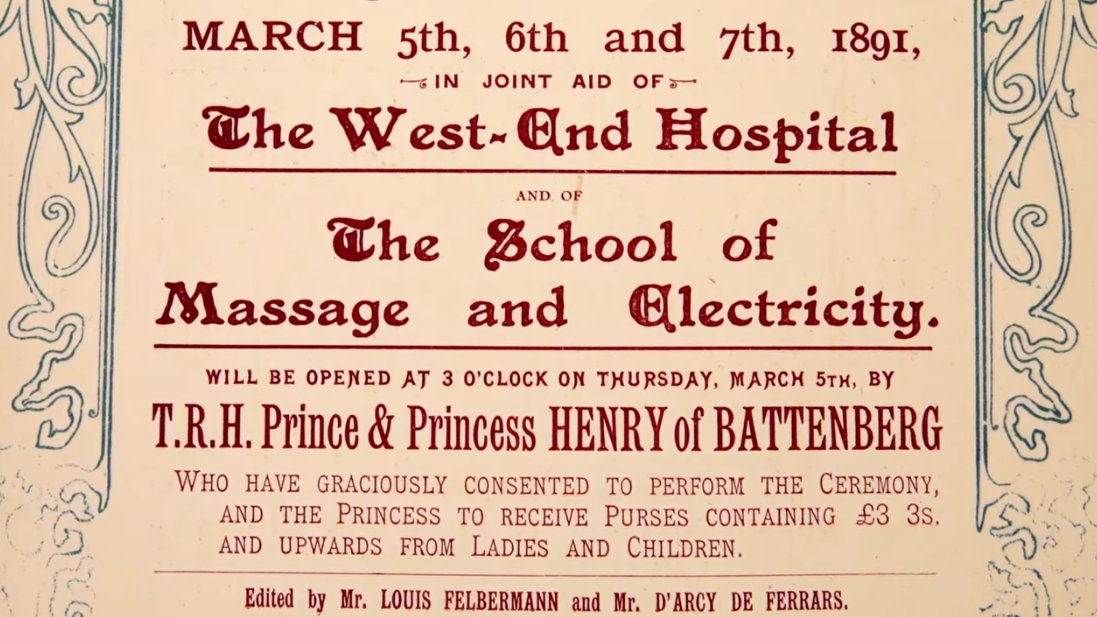 MARCH 5th, 6th and 7th, 1891,
IN JOINT AID OF
The West-End Hospital
AND OF
The School of
Massage and Electricity.
WILL BE OPENED AT 3 O'CLOCK ON THURSDAY, MARCH 5TH, BY
T.R.H. Prince & Princess HENRY of BATTENBERG
WHO HAVE GRACIOUSLY CONSENTED TO PERFORM THE CEREMONY,
AND THE PRINCESS TO RECEIVE PURSES CONTAINING £3 3S.
AND UPWARDS FROM LADIES AND CHILDREN.
Edited by Mr. LOUIS FELBERMANN and Mr. D'ARCY DE FERRARS.